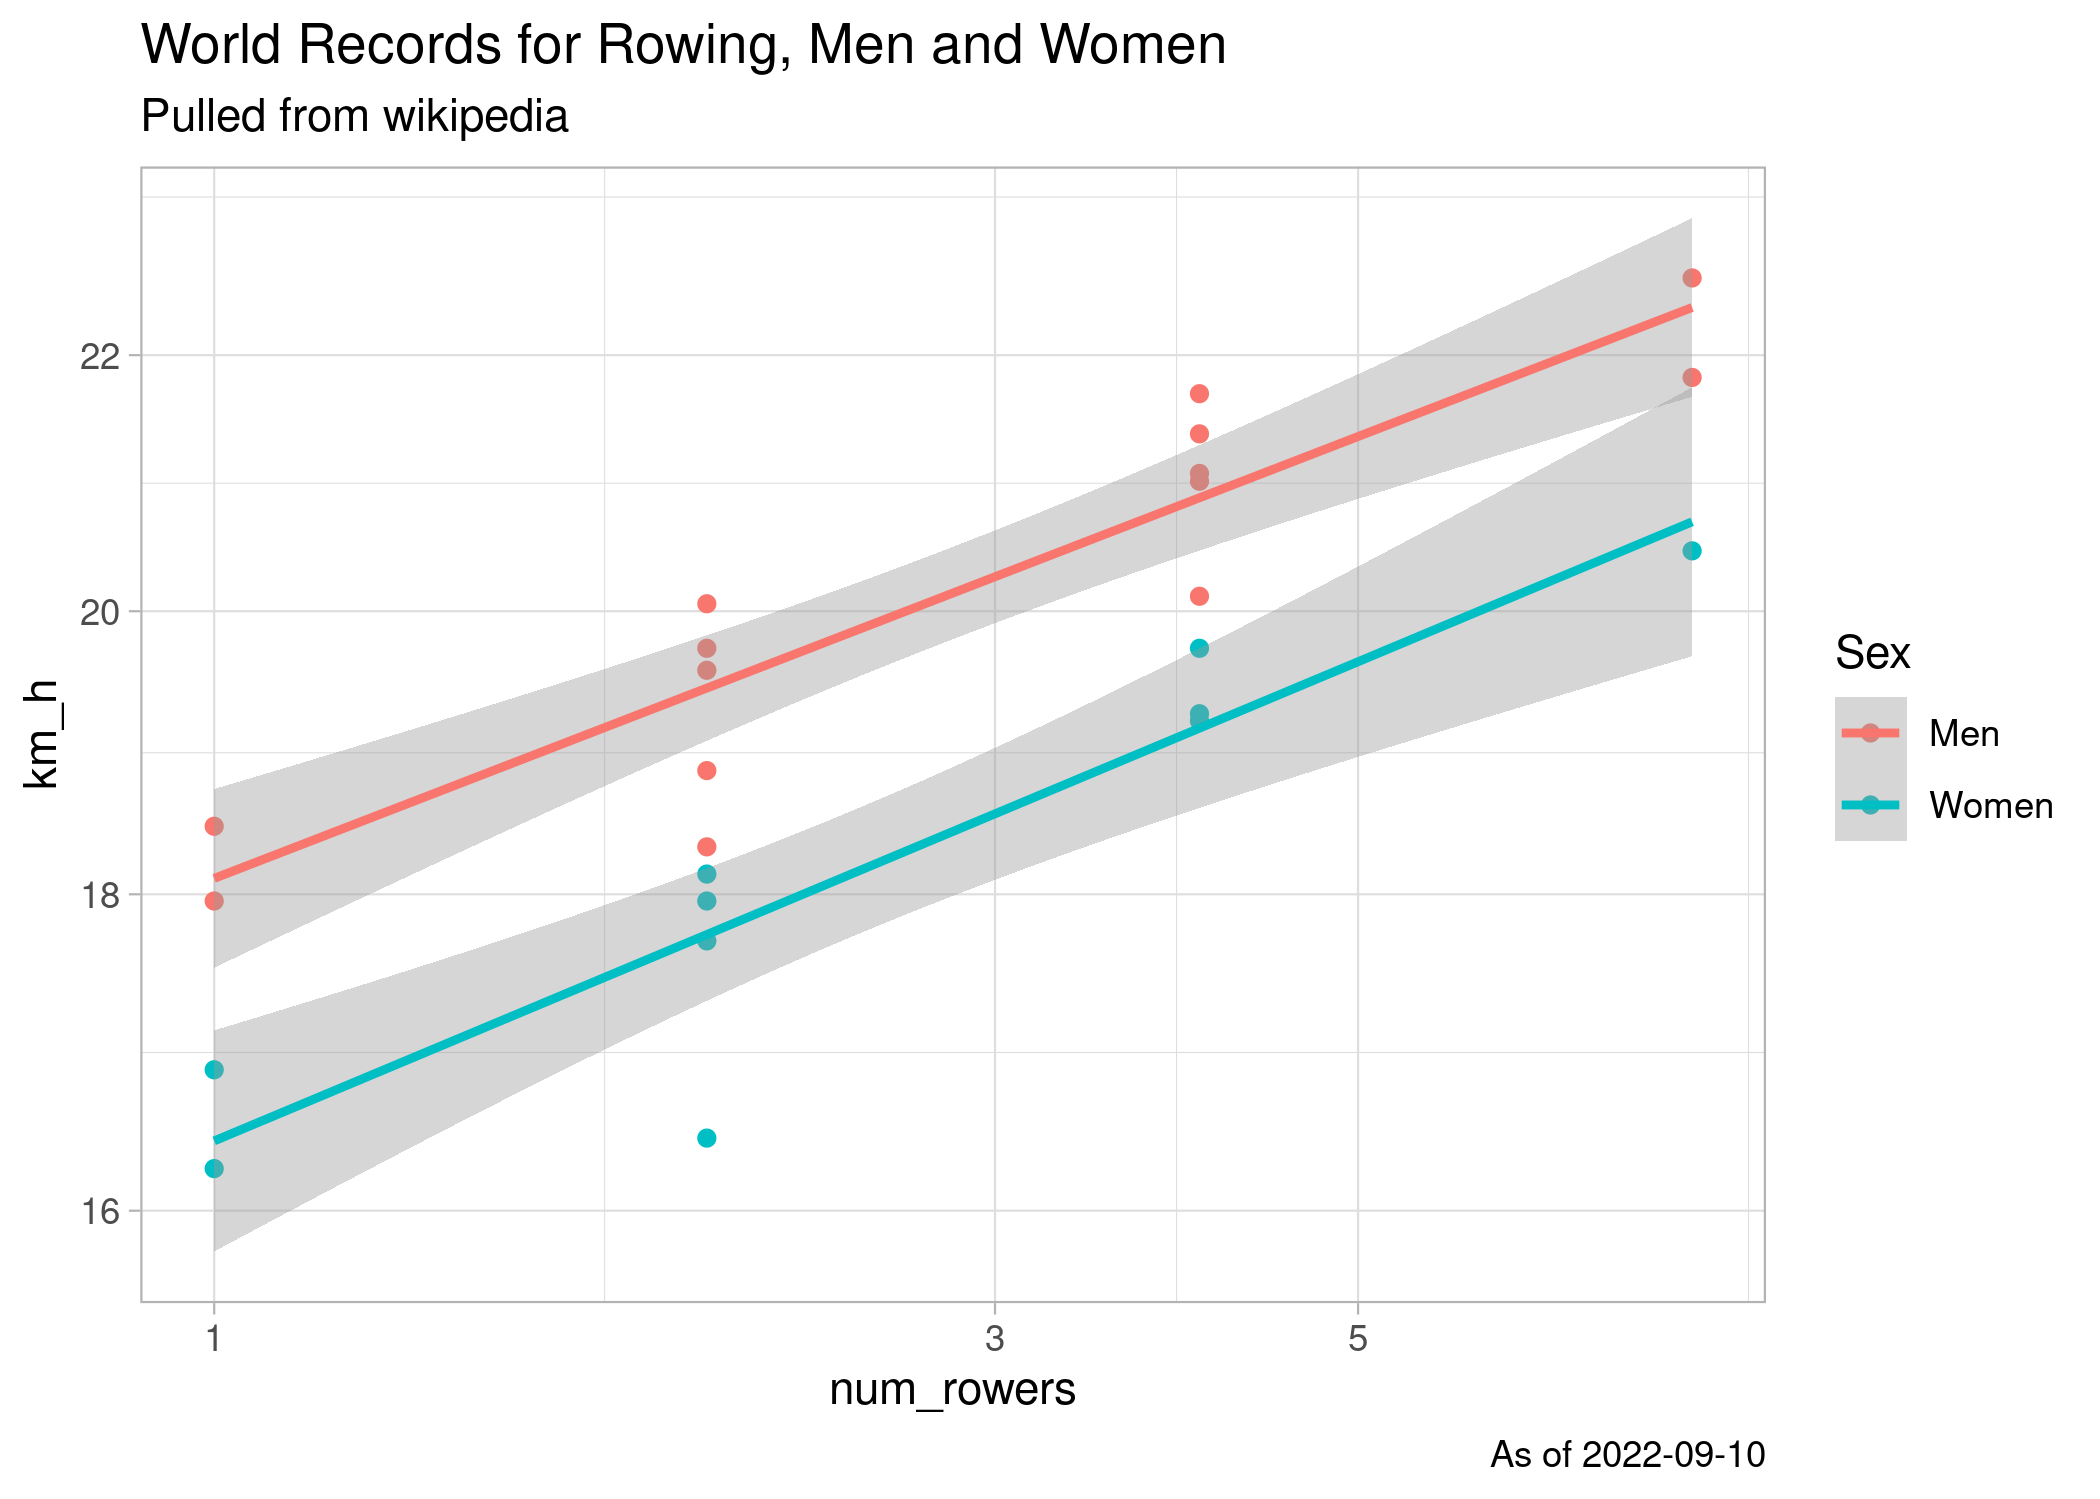 World Records for Rowing, Men and Women
Pulled from wikipedia
22
20
18
16
km_h
1
3
5
num_rowers
Sex
Men
Women
As of 2022-09-10